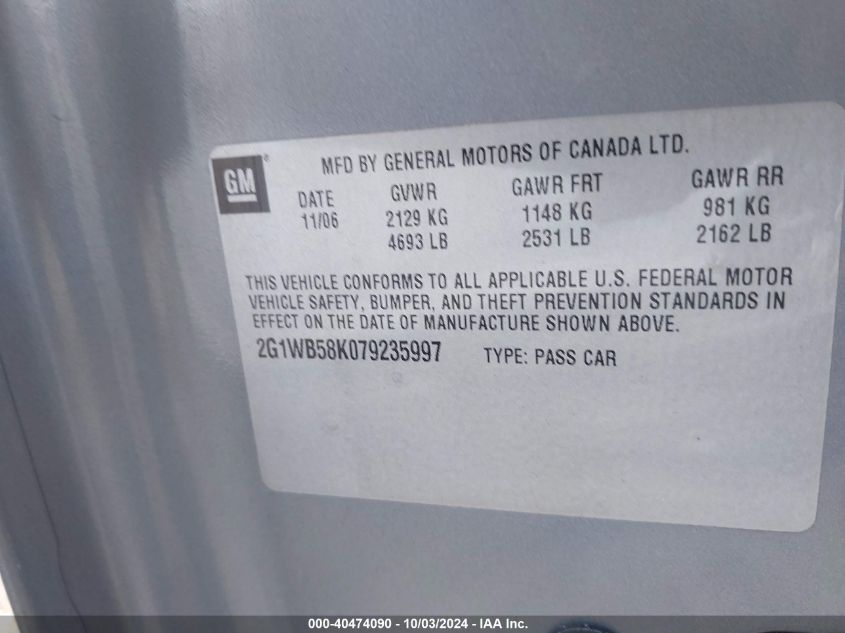 MFD BY GENERAL MOTORS OF CANADA LTD.
GM®
DATE GVWR GAWR FRT GAWR RR
11/06 2129 KG 1148 KG 981 KG
4693 LB 2531 LB 2162 LB
THIS VEHICLE CONFORMS TO ALL APPLICABLE U.S. FEDERAL MOTOR
VEHICLE SAFETY, BUMPER, AND THEFT PREVENTION STANDARDS IN
EFFECT ON THE DATE OF MANUFACTURE SHOWN ABOVE.
2G1WB58K079235997 TYPE: PASS CAR
000-40474090 - 10/03/2024 - IAA Inc.